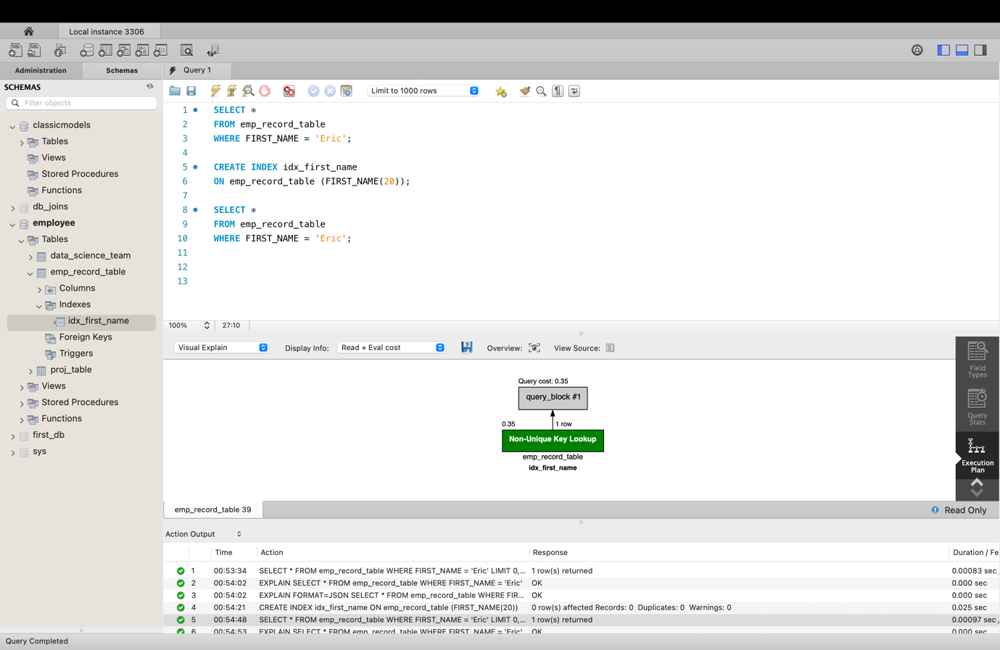 Local instance 3306
Administration
Schemas
Query 1
SCHEMAS
Filter objects
classicmodels
Tables
Views
Stored Procedures
Functions
db_joins
employee
Tables
data_science_team
emp_record_table
Columns
Indexes
idx_first_name
Foreign Keys
Triggers
proj_table
Views
Stored Procedures
Functions
first_db
sys
Limit to 1000 rows
1 SELECT *
2 FROM emp_record_table
3 WHERE FIRST_NAME = 'Eric';
4
5 CREATE INDEX idx_first_name
6 ON emp_record_table (FIRST_NAME(20));
7
8 SELECT *
9 FROM emp_record_table
10 WHERE FIRST_NAME = 'Eric';
11
12
13
100% 27:10
Visual Explain Display Info: Read + Eval cost Overview: View Source:
Query cost: 0.35
query_block #1
0.35 1 row
Non-Unique Key Lookup
emp_record_table
idx_first_name
Field
Types
Query
Stats
Execution
Plan
emp_record_table 39
Read Only
Action Output
Time Action Response Duration / Fe
1 00:53:34 SELECT * FROM emp_record_table WHERE FIRST_NAME = 'Eric' LIMIT 0,... 1 row(s) returned 0.00083 sec /
2 00:54:02 EXPLAIN SELECT * FROM emp_record_table WHERE FIRST_NAME = 'Eric' OK 0.000 sec
3 00:54:02 EXPLAIN FORMAT=JSON SELECT * FROM emp_record_table WHERE FIR... OK 0.000 sec
4 00:54:21 CREATE INDEX idx_first_name ON emp_record_table (FIRST_NAME(20)) 0 row(s) affected Records: 0 Duplicates: 0 Warnings: 0 0.025 sec
5 00:54:48 SELECT * FROM emp_record_table WHERE FIRST_NAME = 'Eric' LIMIT 0,... 1 row(s) returned 0.00097 sec /
6 00:54:53 EXPLAIN SELECT * FROM emp_record_table WHERE FIRST_NAME = 'Eric' OK 0.000 sec
Query Completed